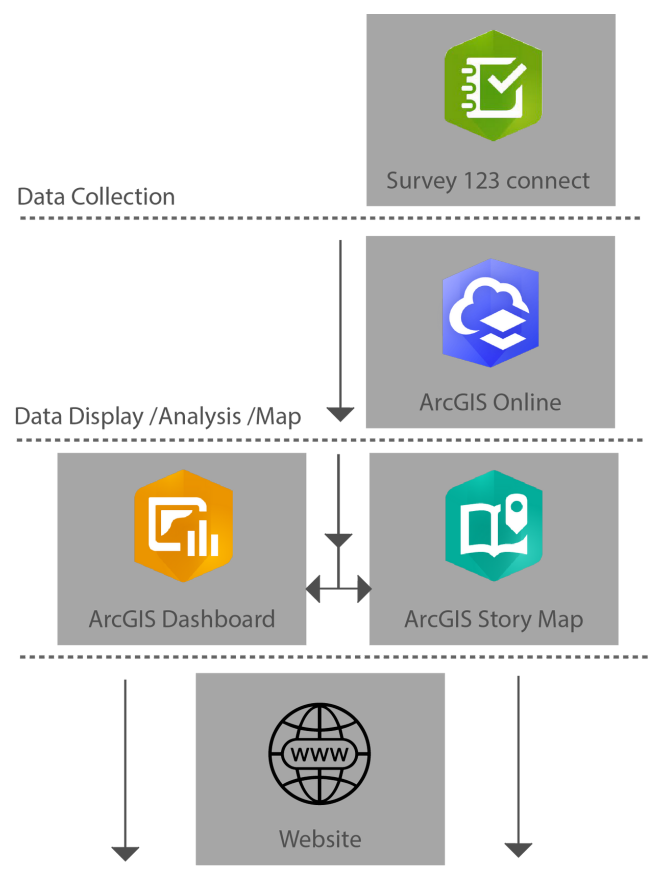 Survey 123 connect
Data Collection
ArcGIS Online
Data Display /Analysis /Map
ArcGIS Dashboard
ArcGIS Story Map
WWW
Website